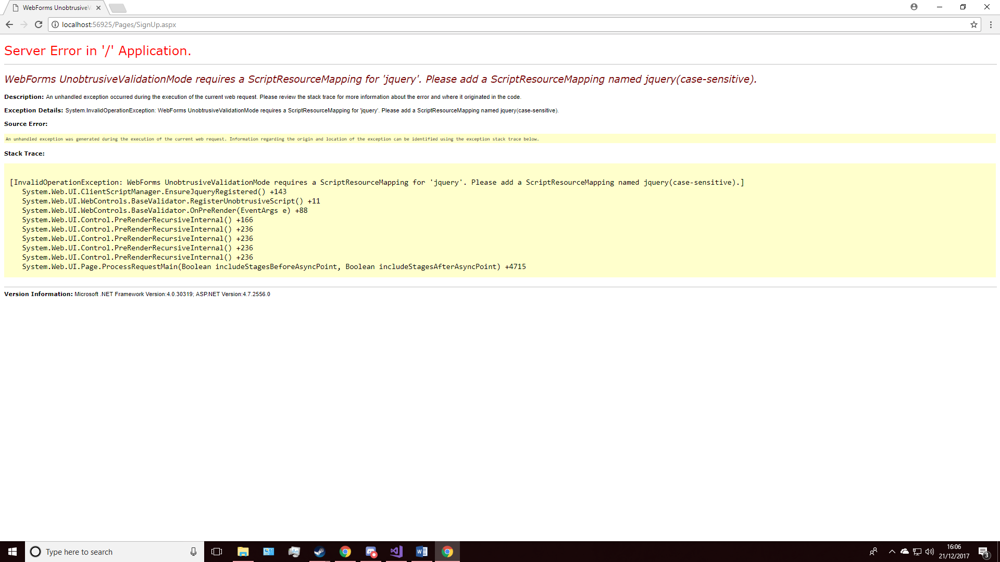 WebForms UnobtrusiveV
localhost:56925/Pages/SignUp.aspx
Server Error in '/' Application.
WebForms UnobtrusiveValidationMode requires a ScriptResourceMapping for 'jquery'. Please add a ScriptResourceMapping named jquery(case-sensitive).
Description: An unhandled exception occurred during the execution of the current web request. Please review the stack trace for more information about the error and where it originated in the code.
Exception Details: System.InvalidOperationException: WebForms UnobtrusiveValidationMode requires a ScriptResourceMapping for 'jquery'. Please add a ScriptResourceMapping named jquery(case-sensitive).
Source Error:
An unhandled exception was generated during the execution of the current web request. Information regarding the origin and location of the exception can be identified using the exception stack trace below.
Stack Trace:
[InvalidOperationException: WebForms UnobtrusiveValidationMode requires a ScriptResourceMapping for 'jquery'. Please add a ScriptResourceMapping named jquery(case-sensitive).]
System.Web.UI.ClientScriptManager.EnsureJqueryRegistered() +143
System.Web.UI.WebControls.BaseValidator.RegisterUnobtrusiveScript() +11
System.Web.UI.WebControls.BaseValidator.OnPreRender(EventArgs e) +88
System.Web.UI.Control.PreRenderRecursiveInternal() +166
System.Web.UI.Control.PreRenderRecursiveInternal() +236
System.Web.UI.Control.PreRenderRecursiveInternal() +236
System.Web.UI.Control.PreRenderRecursiveInternal() +236
System.Web.UI.Control.PreRenderRecursiveInternal() +236
System.Web.UI.Page.ProcessRequestMain(Boolean includeStagesBeforeAsyncPoint, Boolean includeStagesAfterAsyncPoint) +4715
Version Information: Microsoft .NET Framework Version:4.0.30319; ASP.NET Version:4.7.2556.0
Type here to search
16:06
21/12/2017
3